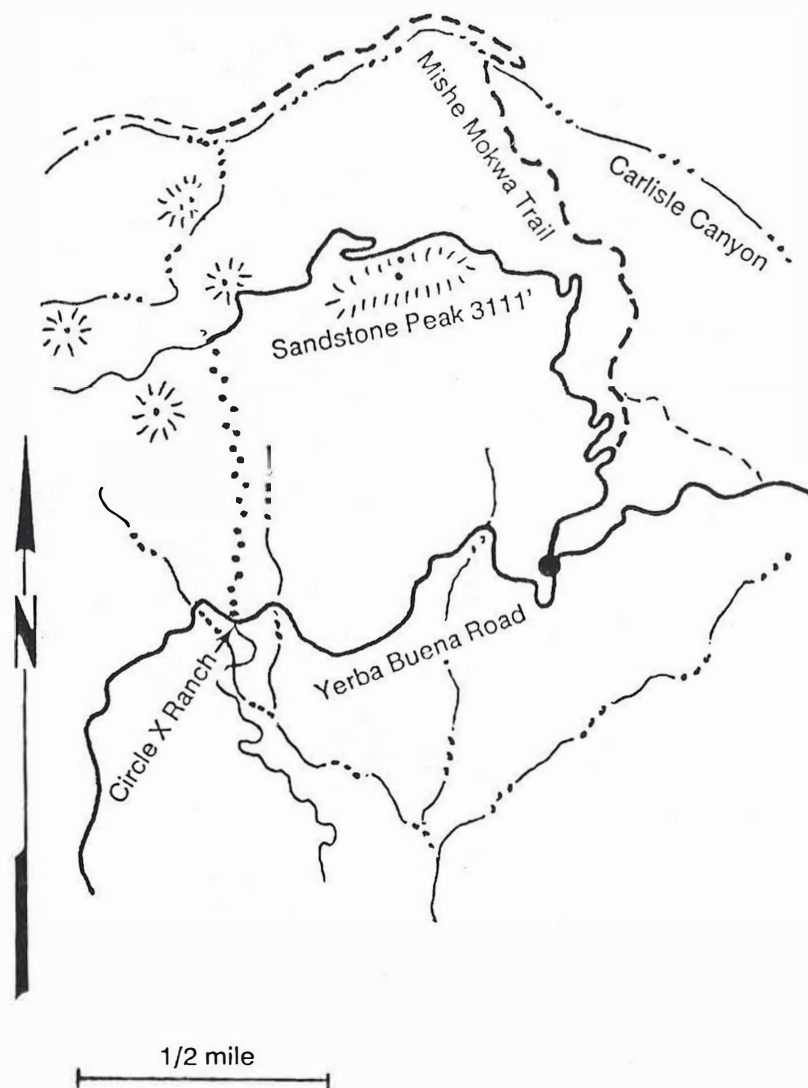 Mishe Mokwa Trail
Carlisle Canyon
Sandstone Peak 3111'
N
Yerba Buena Road
Circle X Ranch
1/2 mile